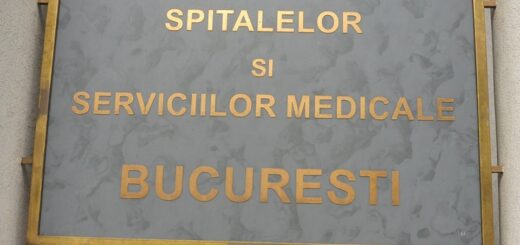 SPITALELOR
SI
SERVICIILOR MEDICALE
BUCURESTI